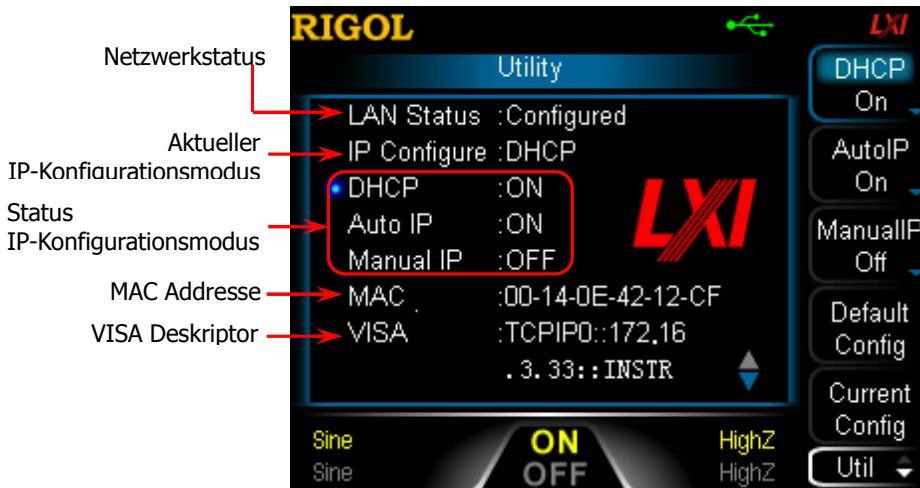 RIGOL
LXI
Utility
Netzwerkstatus
LAN Status :Configured
Aktueller
IP-Konfigurationsmodus
IP Configure :DHCP
Status
IP-Konfigurationsmodus
DHCP :ON
Auto IP :ON
Manual IP :OFF
LXI
MAC Addresse
MAC :00-14-0E-42-12-CF
VISA Deskriptor
VISA :TCPIP0::172.16
.3.33::INSTR
DHCP
On
AutoIP
On
ManualIP
Off
Default
Config
Current
Config
Util
Sine ON HighZ
Sine OFF HighZ